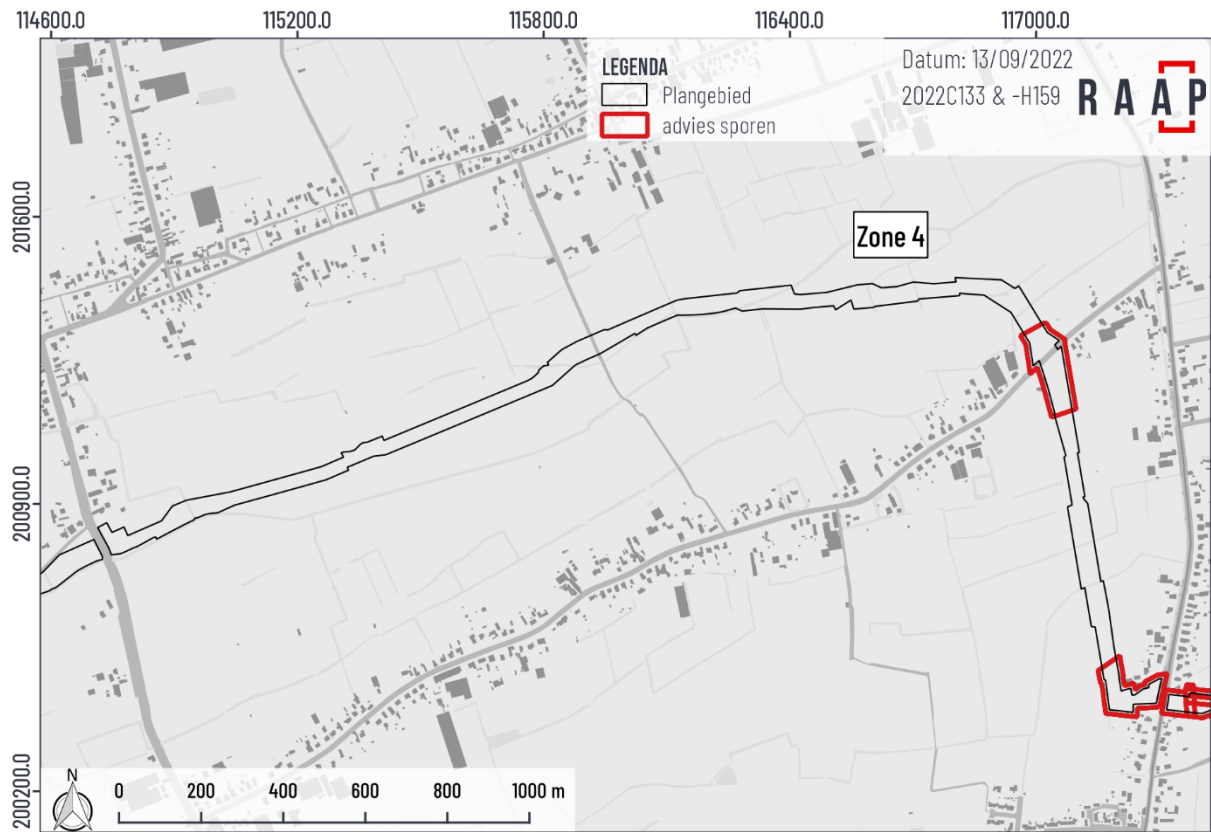 114600.0 115200.0 115800.0 116400.0 117000.0
LEGENDA
Plangebied
advies sporen
Datum: 13/09/2022
2022C133 & -H159
RAAP
201600.0
Zone 4
200900.0
200200.0
N
0 200 400 600 800 1000 m